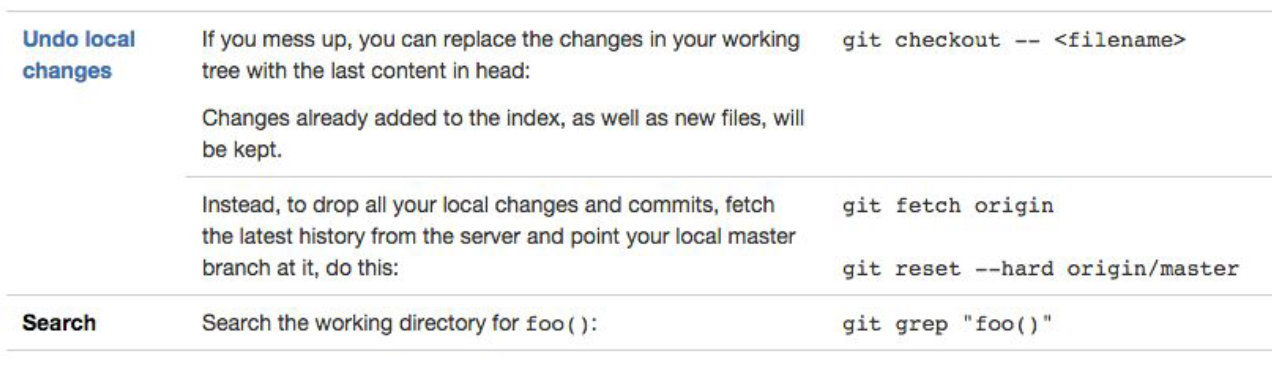 Undo local
changes
If you mess up, you can replace the changes in your working
tree with the last content in head:
git checkout -- <filename>
Changes already added to the index, as well as new files, will
be kept.
Instead, to drop all your local changes and commits, fetch
the latest history from the server and point your local master
branch at it, do this:
git fetch origin
git reset --hard origin/master
Search
Search the working directory for foo():
git grep "foo()"